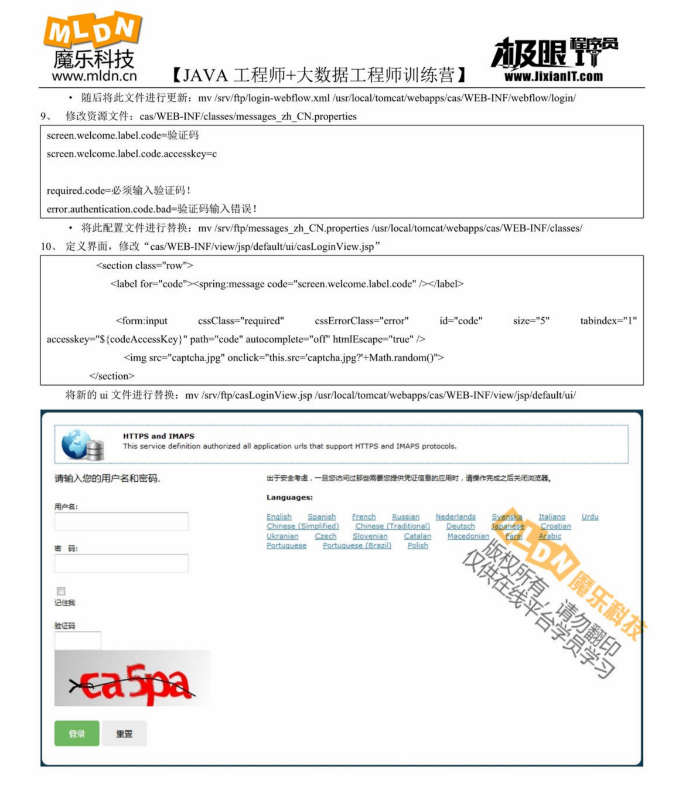 MLDN
魔乐科技
www.mldn.cn
【JAVA 工程师+大数据工程师训练营】
极限IT程序员
www.JixianIT.com
• 随后将此文件进行更新：mv /srv/ftp/login-webflow.xml /usr/local/tomcat/webapps/cas/WEB-INF/webflow/login/
9、 修改资源文件：cas/WEB-INF/classes/messages_zh_CN.properties
screen.welcome.label.code=验证码
screen.welcome.label.code.accesskey=c
required.code=必须输入验证码！
error.authentication.code.bad=验证码输入错误！
• 将此配置文件进行替换：mv /srv/ftp/messages_zh_CN.properties /usr/local/tomcat/webapps/cas/WEB-INF/classes/
10、 定义界面，修改“cas/WEB-INF/view/jsp/default/ui/casLoginView.jsp”
<section class="row">
<label for="code"><spring:message code="screen.welcome.label.code" /></label>
<form:input cssClass="required" cssErrorClass="error" id="code" size="5" tabindex="1"
accesskey="${codeAccessKey}" path="code" autocomplete="off" htmlEscape="true" />
<img src="captcha.jpg" onclick="this.src='captcha.jpg?'+Math.random()">
</section>
将新的 ui 文件进行替换：mv /srv/ftp/casLoginView.jsp /usr/local/tomcat/webapps/cas/WEB-INF/view/jsp/default/ui/
HTTPS and IMAPS
This service definition authorized all application urls that support HTTPS and IMAPS protocols.
请输入您的用户名和密码.
用户名:
密 码:
记住我
验证码
ca5pa
登录 重置
出于安全考虑，一旦您访问过那些需要您提供凭证信息的应用时，请操作完成之后关闭浏览器。
Languages:
English Spanish French Russian Nederlands Svenska Italiano Urdu
Chinese (Simplified) Chinese (Traditional) Deutsch Japanese Croatian
Ukranian Czech Slovenian Catalan Macedonian Farsi Arabic
Portuguese Portuguese (Brazil) Polish
MLDN 魔乐科技
版权所有，请勿翻印
仅供在线平台学员学习